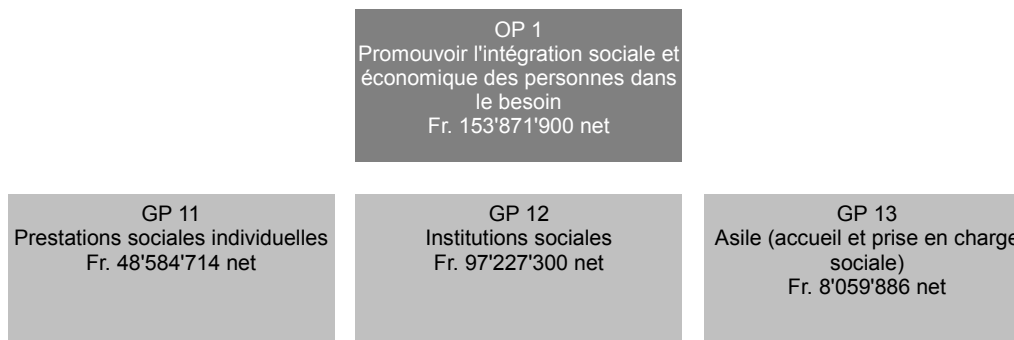 OP 1
Promouvoir l'intégration sociale et
économique des personnes dans
le besoin
Fr. 153'871'900 net
GP 11
Prestations sociales individuelles
Fr. 48'584'714 net
GP 12
Institutions sociales
Fr. 97'227'300 net
GP 13
Asile (accueil et prise en charge
sociale)
Fr. 8'059'886 net